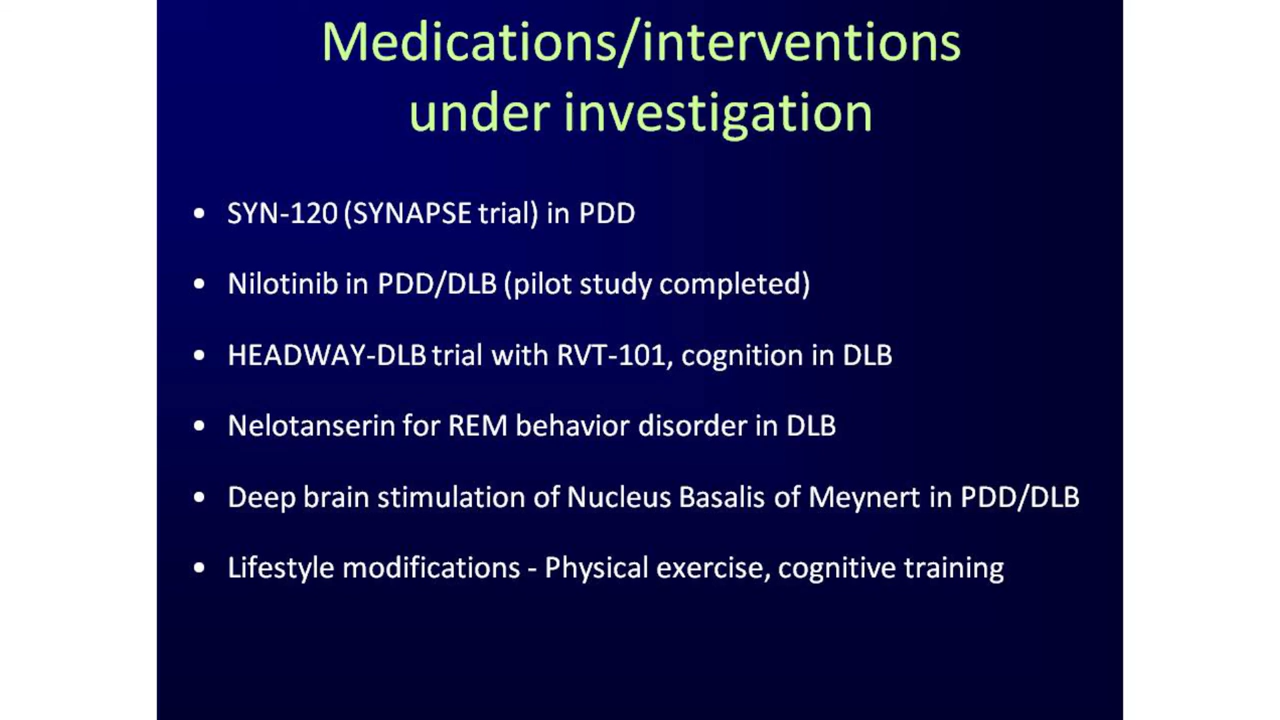 Medications/interventions
under investigation
• SYN-120 (SYNAPSE trial) in PDD
• Nilotinib in PDD/DLB (pilot study completed)
• HEADWAY-DLB trial with RVT-101, cognition in DLB
• Nelotanserin for REM behavior disorder in DLB
• Deep brain stimulation of Nucleus Basalis of Meynert in PDD/DLB
• Lifestyle modifications - Physical exercise, cognitive training